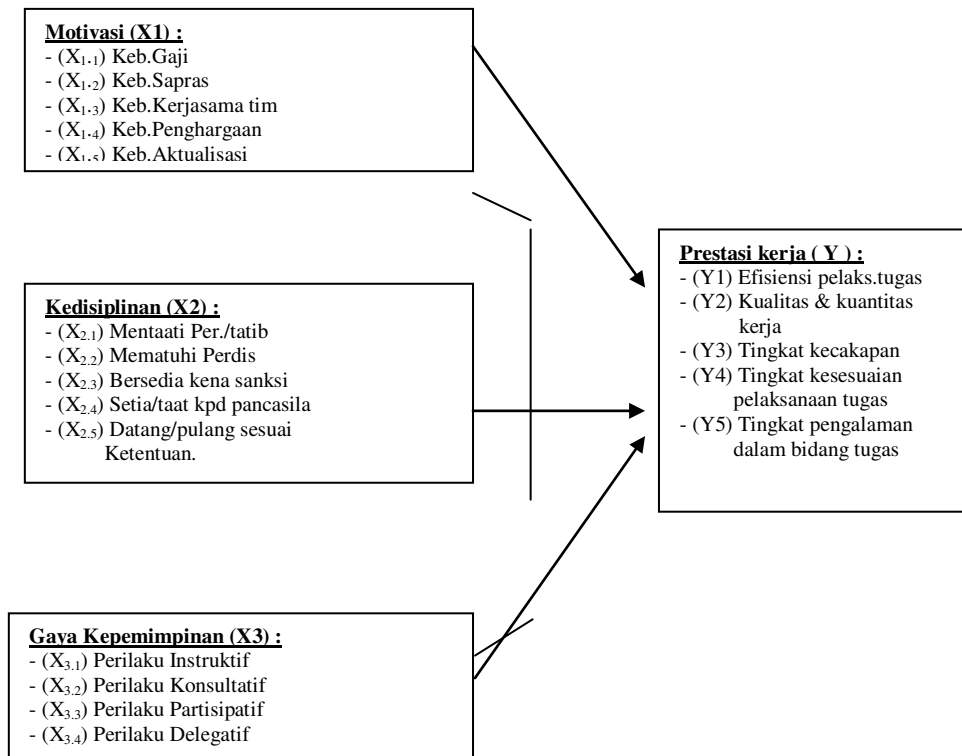 Motivasi (X1) :
- (X1.1) Keb.Gaji
- (X1.2) Keb.Sapras
- (X1.3) Keb.Kerjasama tim
- (X1.4) Keb.Penghargaan
- (X1.5) Keb.Aktualisasi
Kedisiplinan (X2) :
- (X2.1) Mentaati Per./tatib
- (X2.2) Mematuhi Perdis
- (X2.3) Bersedia kena sanksi
- (X2.4) Setia/taat kpd pancasila
- (X2.5) Datang/pulang sesuai
Ketentuan.
Gaya Kepemimpinan (X3) :
- (X3.1) Perilaku Instruktif
- (X3.2) Perilaku Konsultatif
- (X3.3) Perilaku Partisipatif
- (X3.4) Perilaku Delegatif
Prestasi kerja ( Y ) :
- (Y1) Efisiensi pelaks.tugas
- (Y2) Kualitas & kuantitas
kerja
- (Y3) Tingkat kecakapan
- (Y4) Tingkat kesesuaian
pelaksanaan tugas
- (Y5) Tingkat pengalaman
dalam bidang tugas